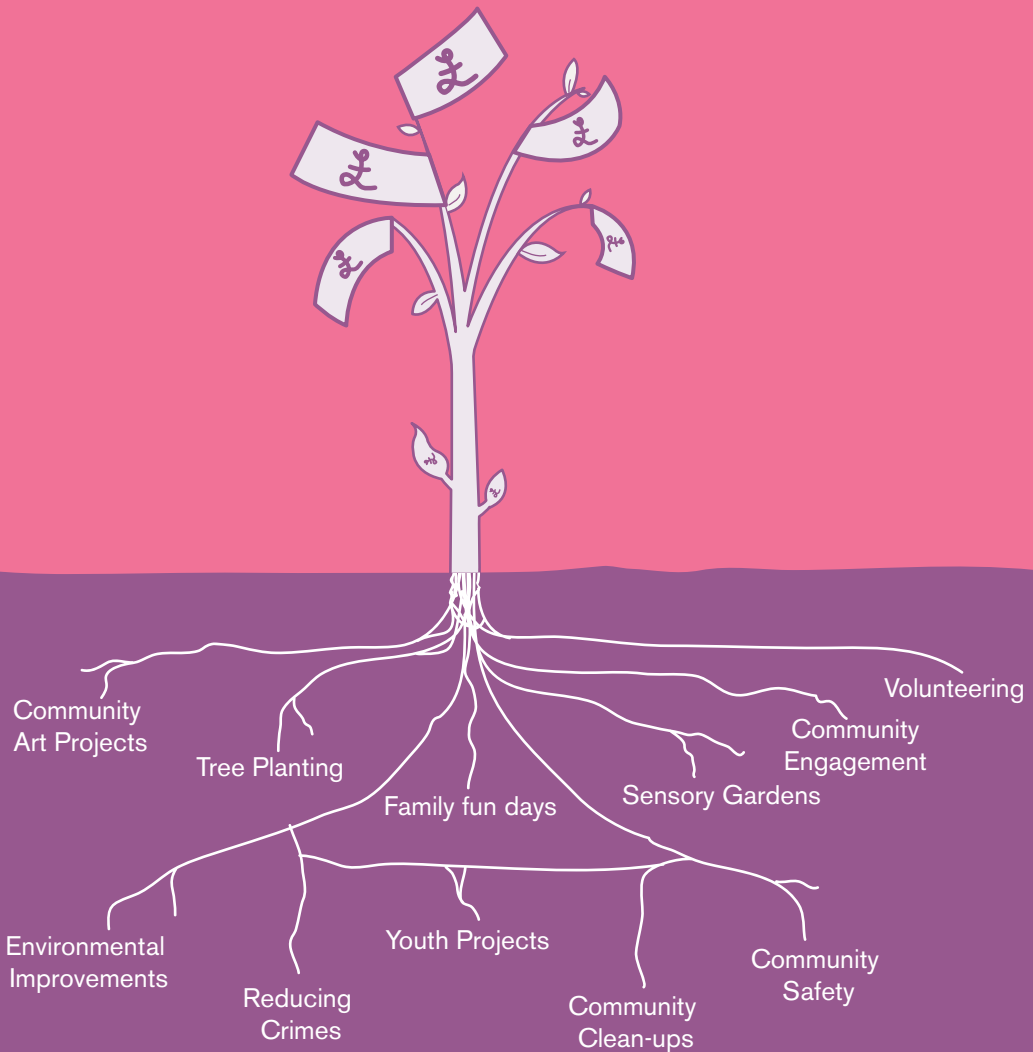 £
£
£
£
£
£
£
Volunteering
Community
Art Projects
Community
Engagement
Tree Planting
Sensory Gardens
Family fun days
Youth Projects
Environmental
Improvements
Community
Safety
Reducing
Crimes
Community
Clean-ups